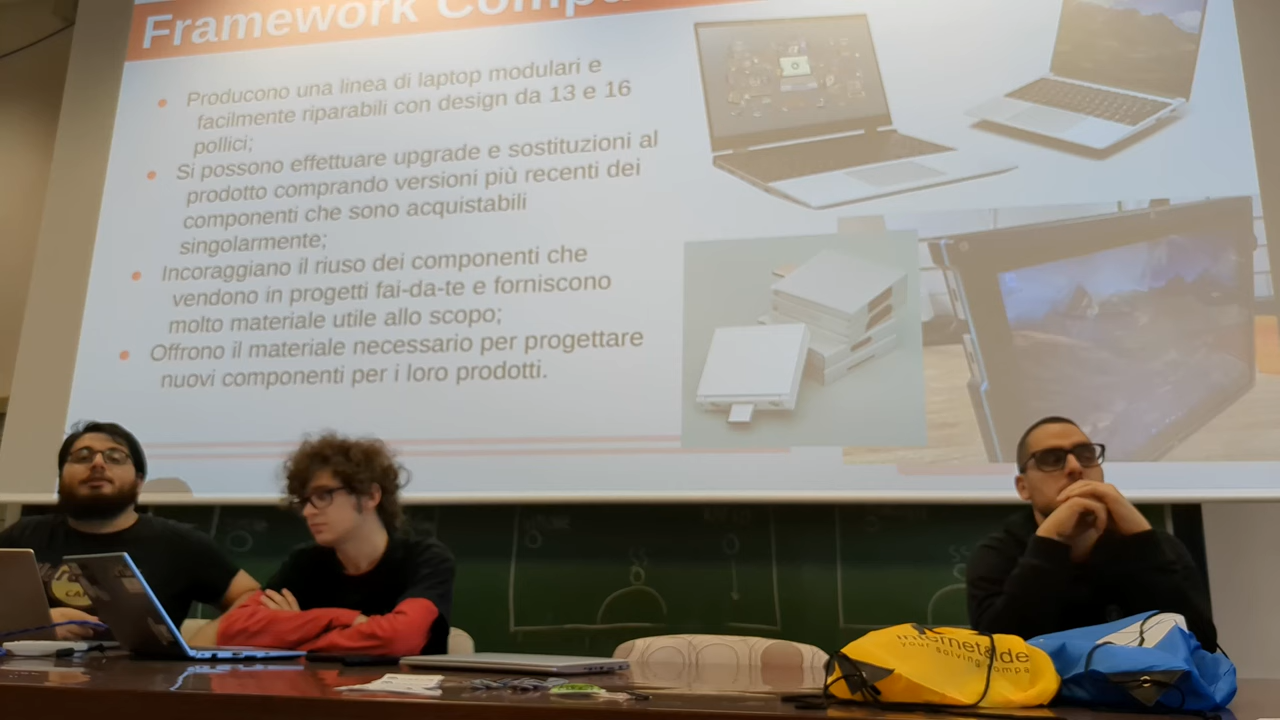 Framework Compu
Producono una linea di laptop modulari e
facilmente riparabili con design da 13 e 16
pollici;
Si possono effettuare upgrade e sostituzioni al
prodotto comprando versioni più recenti dei
componenti che sono acquistabili
singolarmente;
Incoraggiano il riuso dei componenti che
vendono in progetti fai-da-te e forniscono
molto materiale utile allo scopo;
Offrono il materiale necessario per progettare
nuovi componenti per i loro prodotti.
your solving compa